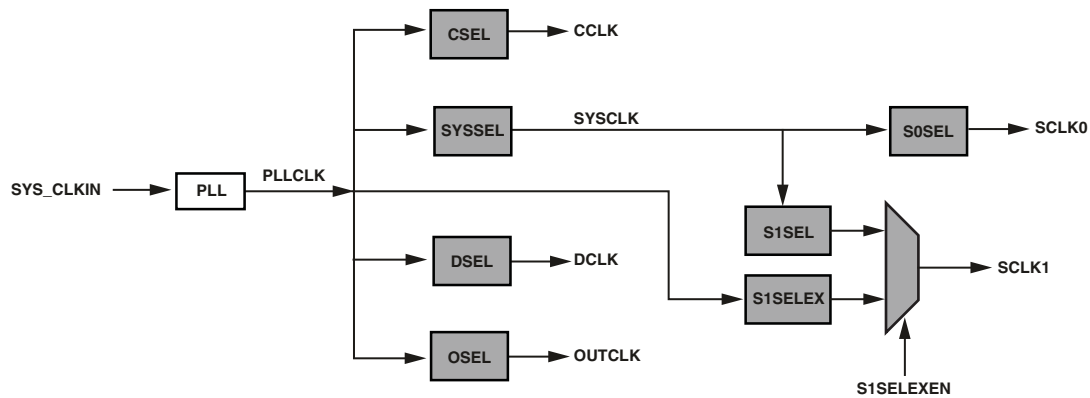 CSEL
CCLK
SYSSEL
SYSCLK
S0SEL
SCLK0
SYS_CLKIN
PLL
PLLCLK
S1SEL
DSEL
DCLK
SCLK1
S1SELEX
OSEL
OUTCLK
S1SELEXEN